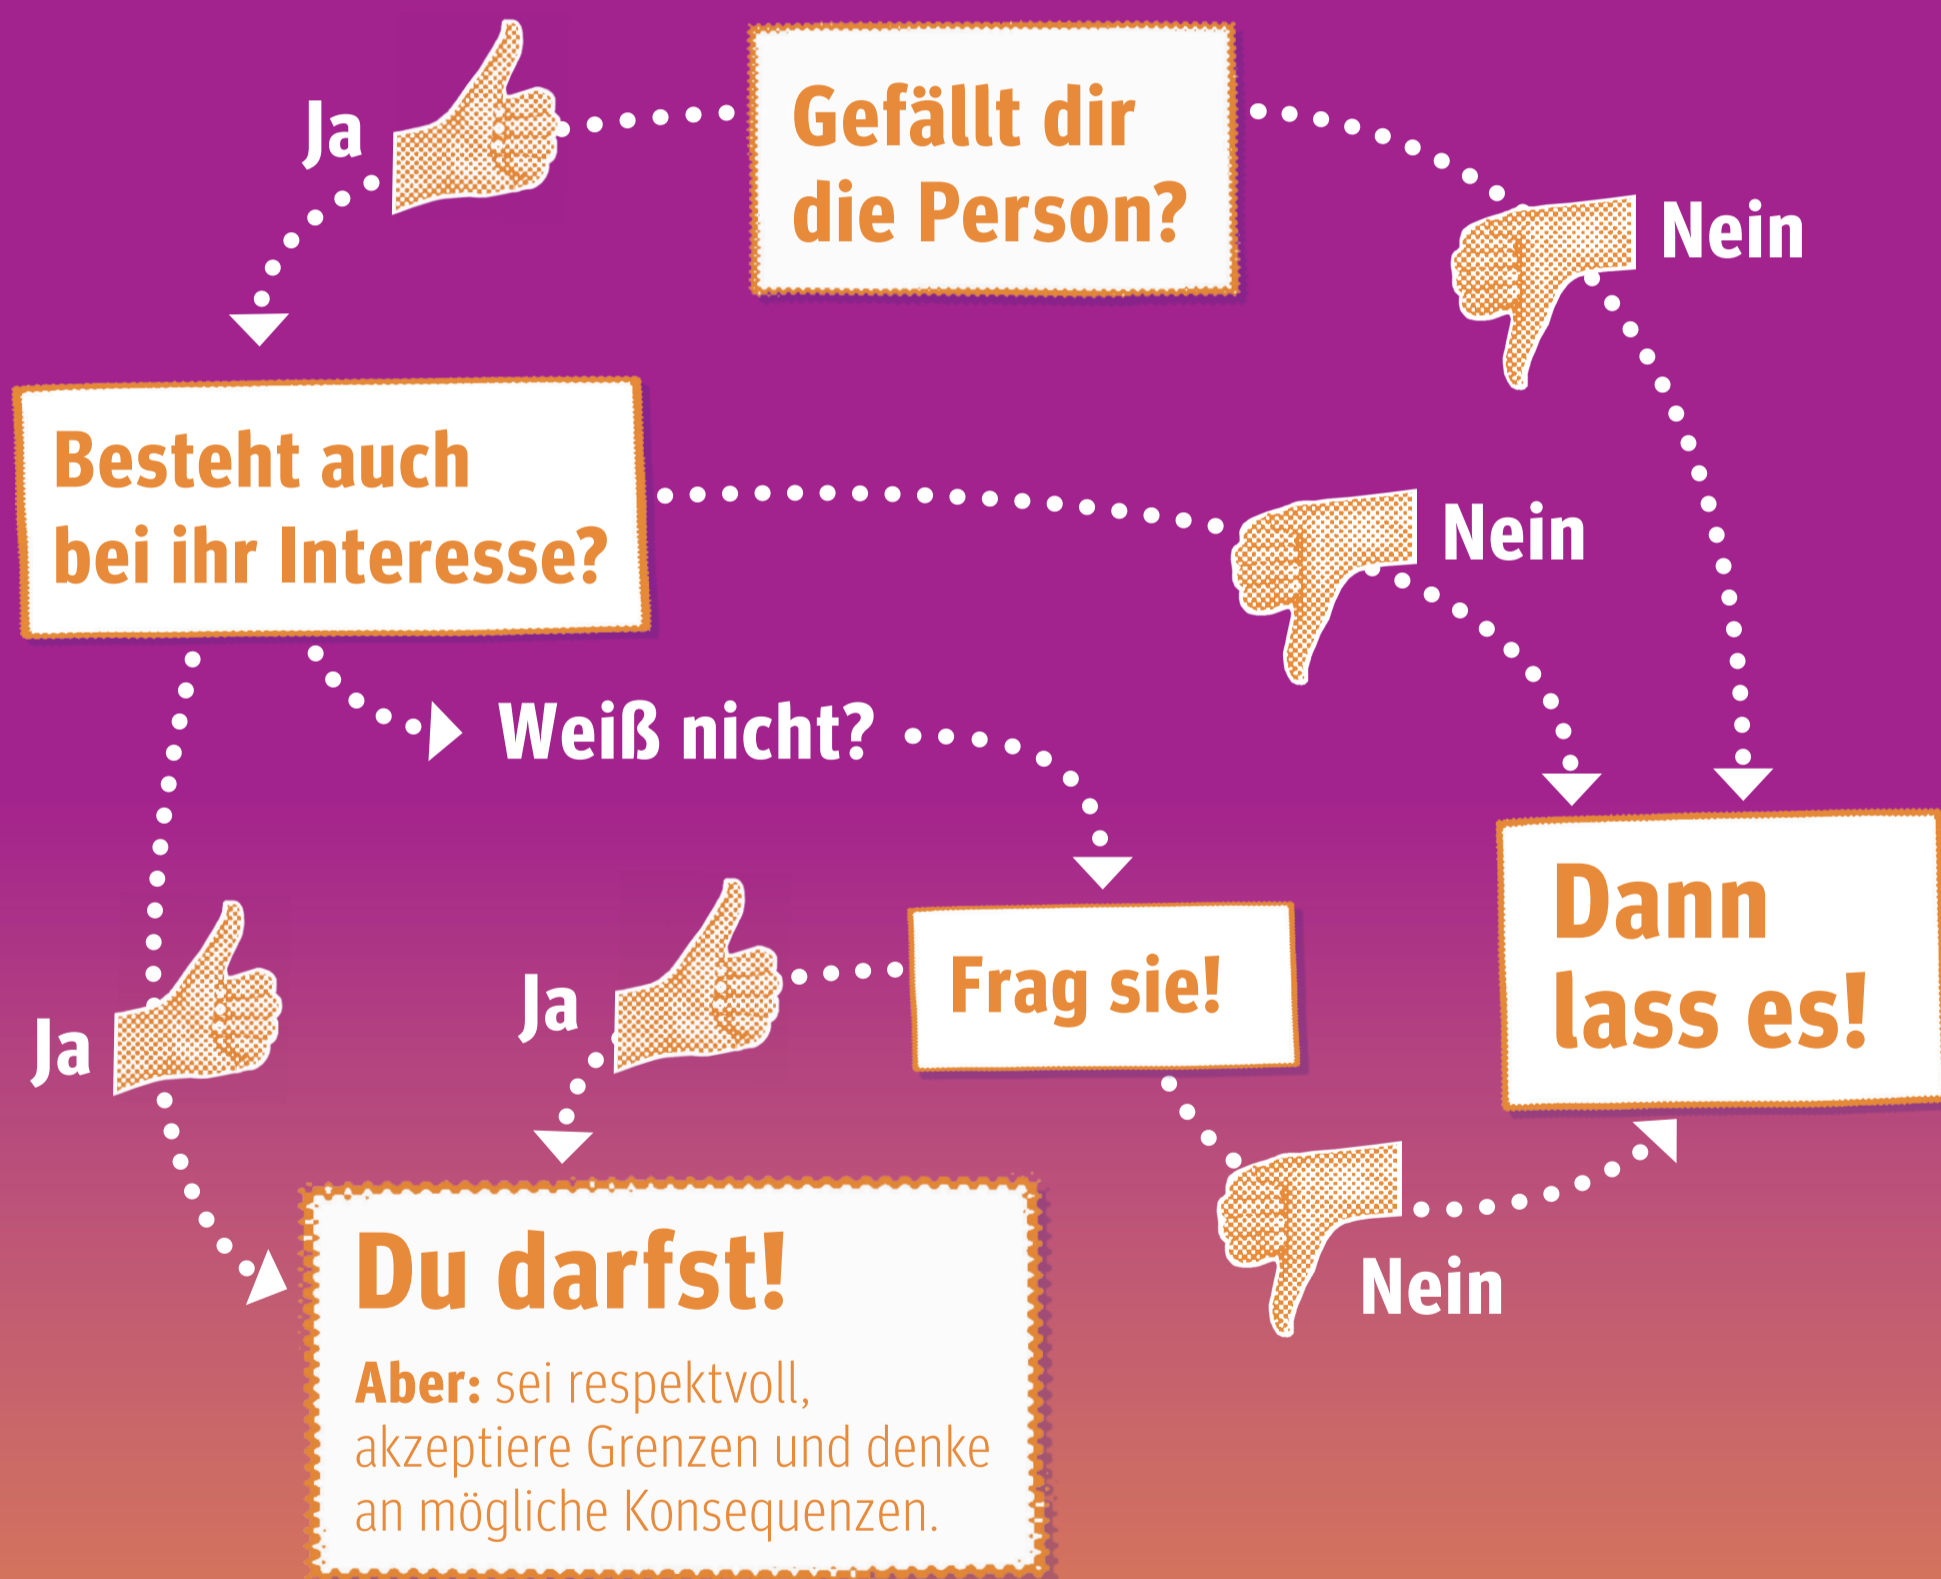 Gefällt dir
die Person?
Ja
Nein
Besteht auch
bei ihr Interesse?
Nein
Weiß nicht?
Frag sie!
Dann
lass es!
Ja
Ja
Nein
Du darfst!
Aber: sei respektvoll,
akzeptiere Grenzen und denke
an mögliche Konsequenzen.